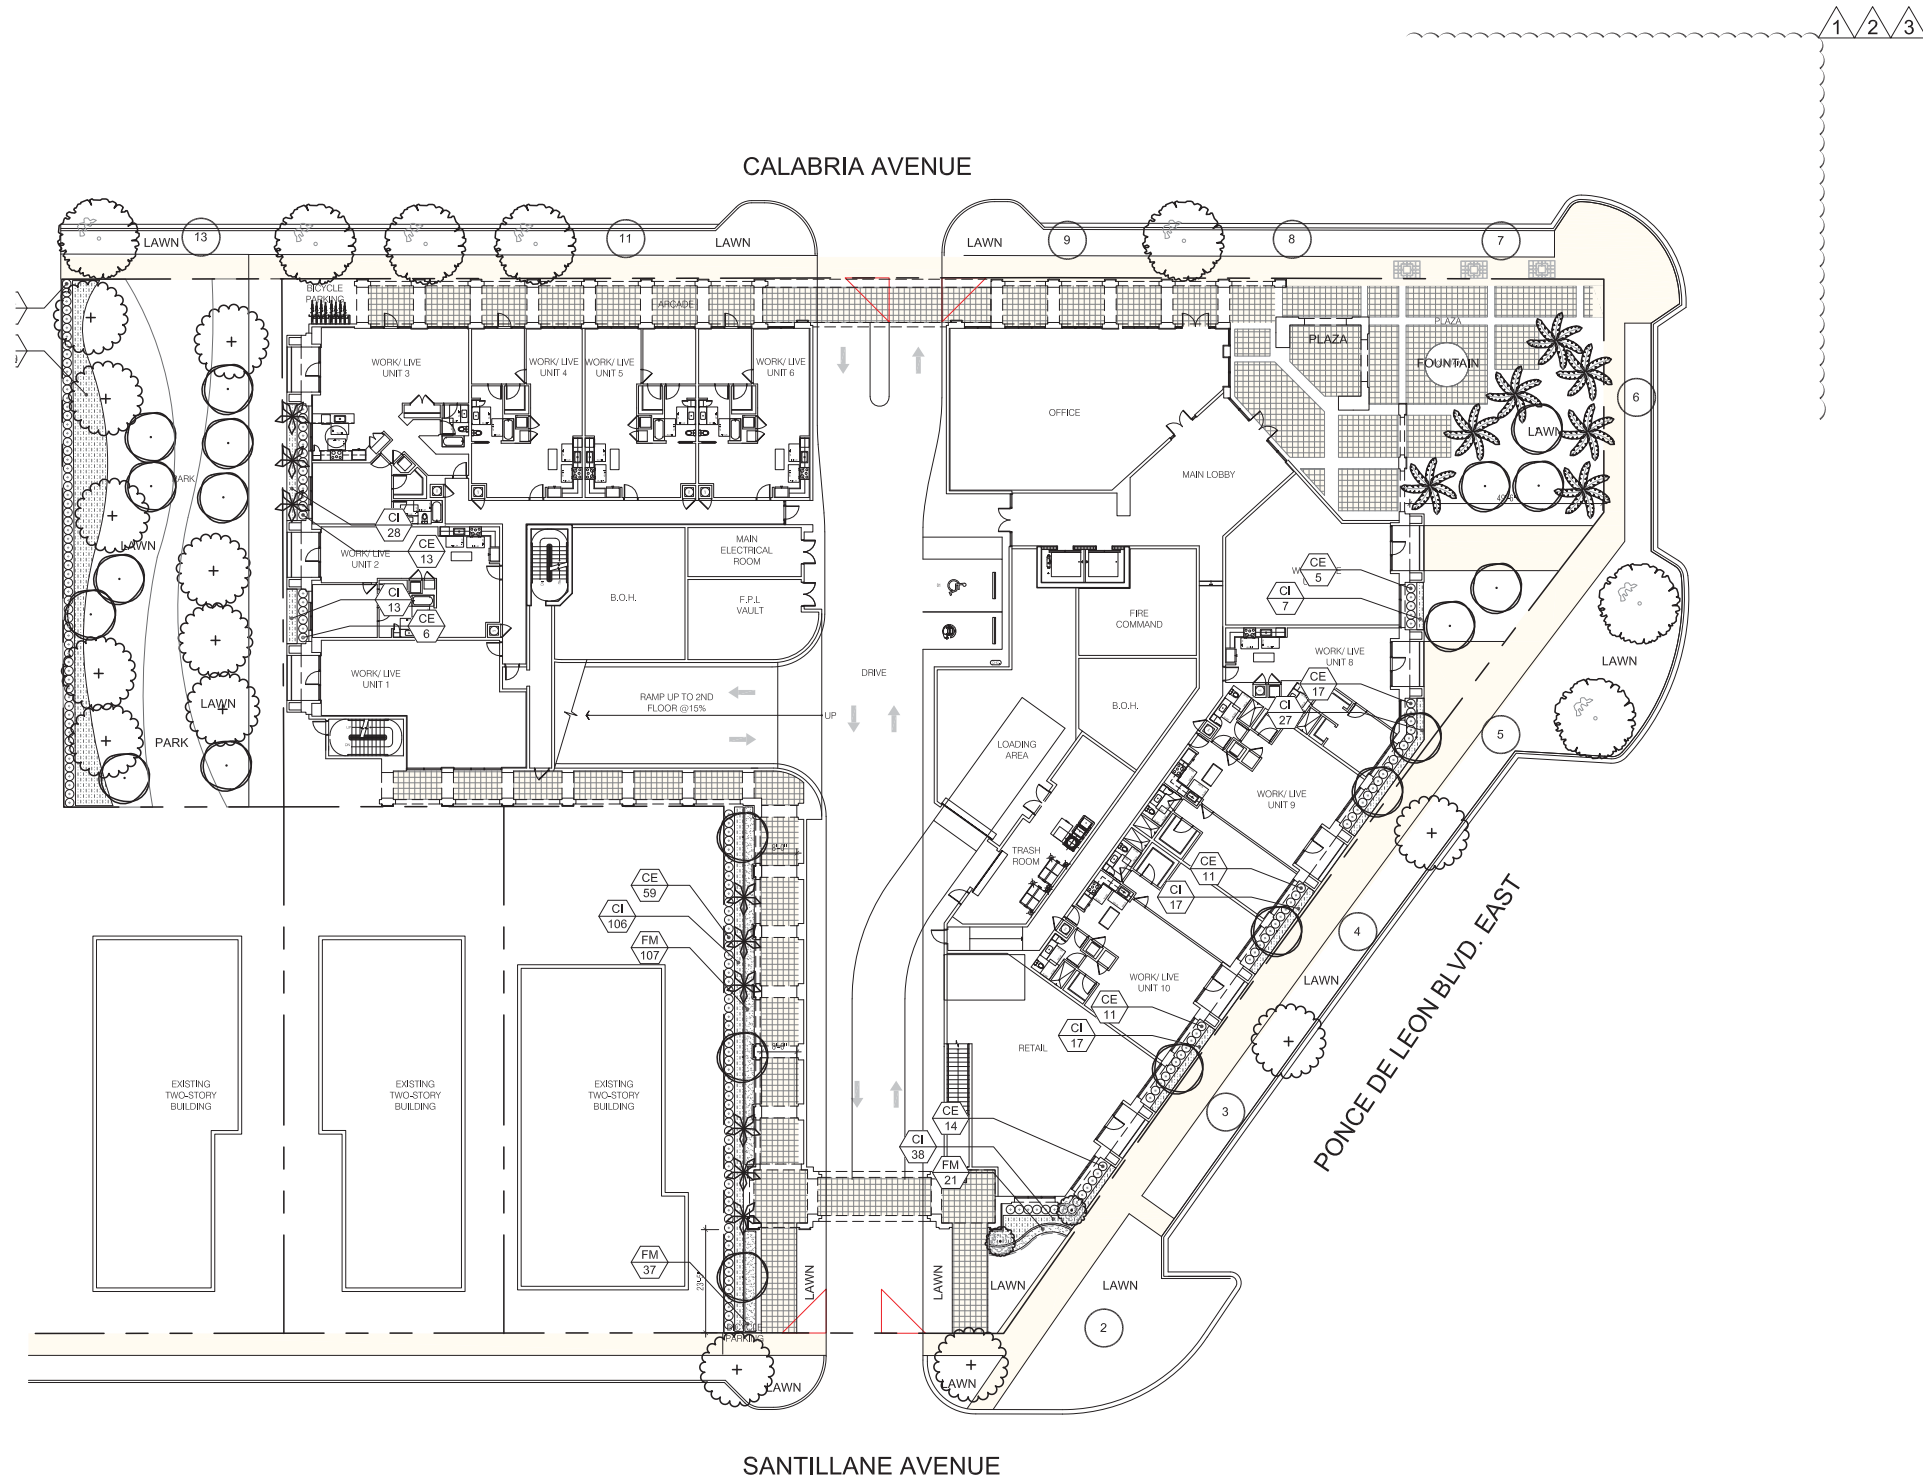 1 2 3
CALABRIA AVENUE
LAWN
13
11
LAWN
LAWN
9
8
7
BICYCLE
PARKING
ARCADE
PLAZA
PLAZA
FOUNTAIN
WORK/ LIVE
UNIT 3
WORK/ LIVE
UNIT 4
WORK/ LIVE
UNIT 5
WORK/ LIVE
UNIT 6
OFFICE
6
LAWN
MAIN LOBBY
PARK
CI
28
LAWN
WORK/ LIVE
UNIT 2
CE
13
MAIN
ELECTRICAL
ROOM
CE
5
CI
7
CI
13
CE
6
B.O.H.
F.P.L
VAULT
FIRE
COMMAND
WORK/ LIVE
UNIT 8
LAWN
WORK/ LIVE
UNIT 1
DRIVE
CE
17
LAWN
RAMP UP TO 2ND
FLOOR @15%
UP
B.O.H.
CI
27
5
PARK
LOADING
AREA
WORK/ LIVE
UNIT 9
TRASH
ROOM
CE
59
CE
11
CI
17
CI
106
4
FM
107
LAWN
WORK/ LIVE
UNIT 10
CE
11
CI
17
RETAIL
PONCE DE LEON BLVD. EAST
EXISTING
TWO-STORY
BUILDING
EXISTING
TWO-STORY
BUILDING
EXISTING
TWO-STORY
BUILDING
3
CE
14
CI
38
FM
21
FM
37
LAWN
LAWN
LAWN
LAWN
2
BICYCLE
PARKING
LAWN
LAWN
SANTILLANE AVENUE